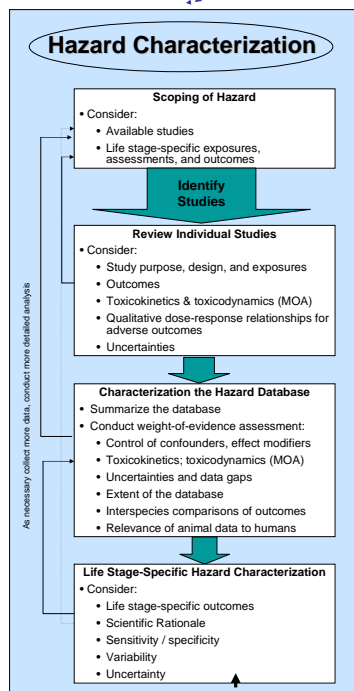 Hazard Characterization
Scoping of Hazard
• Consider:
• Available studies
• Life stage-specific exposures,
assessments, and outcomes
Identify
Studies
Review Individual Studies
• Consider:
• Study purpose, design, and exposures
• Outcomes
• Toxicokinetics & toxicodynamics (MOA)
• Qualitative dose-response relationships for
adverse outcomes
• Uncertainties
Characterization the Hazard Database
• Summarize the database
• Conduct weight-of-evidence assessment:
• Control of confounders, effect modifiers
• Toxicokinetics; toxicodynamics (MOA)
• Uncertainties and data gaps
• Extent of the database
• Interspecies comparisons of outcomes
• Relevance of animal data to humans
Life Stage-Specific Hazard Characterization
• Consider:
• Life stage-specific outcomes
• Scientific Rationale
• Sensitivity / specificity
• Variability
• Uncertainty
As necessary collect more data, conduct more detailed analysis